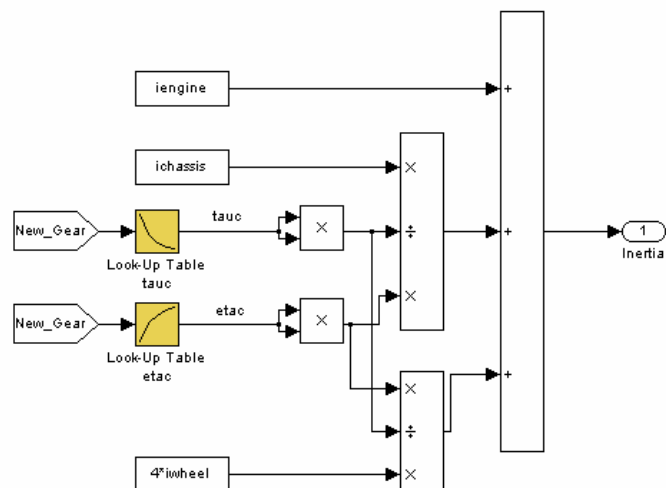 iengine
+
ichassis
×
New_Gear
tauc
×
÷
+
1
Look-Up Table
tauc
Inertia
New_Gear
etac
×
×
Look-Up Table
etac
+
×
÷
4*iwheel
×